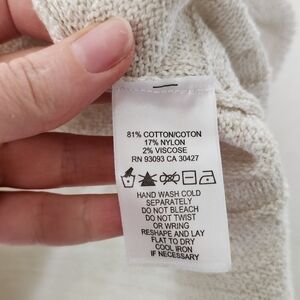 81% COTTON/COTON
17% NYLON
2% VISCOSE
RN 93093 CA 30427
HAND WASH COLD
SEPARATELY
DO NOT BLEACH
DO NOT TWIST
OR WRING
RESHAPE AND LAY
FLAT TO DRY
COOL IRON
IF NECESSARY